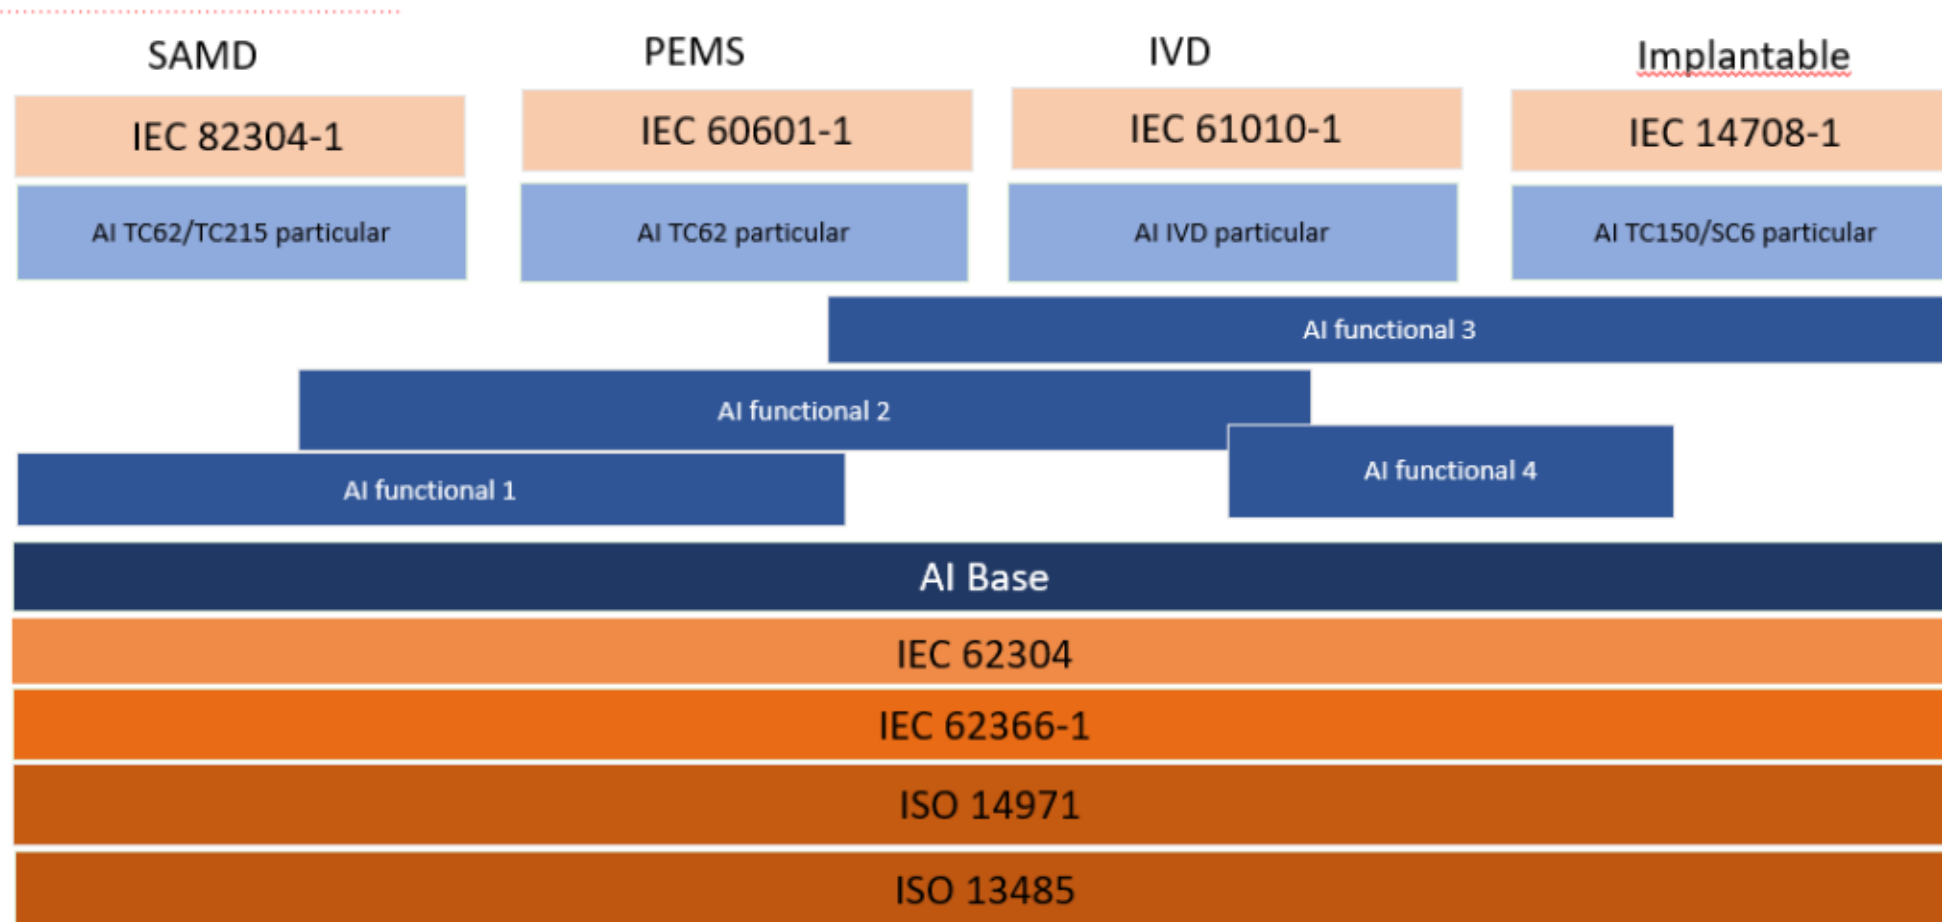 SAMD
PEMS
IVD
Implantable
IEC 82304-1
IEC 60601-1
IEC 61010-1
IEC 14708-1
AI TC62/TC215 particular
AI TC62 particular
AI IVD particular
AI TC150/SC6 particular
AI functional 3
AI functional 2
AI functional 4
AI functional 1
AI Base
IEC 62304
IEC 62366-1
ISO 14971
ISO 13485